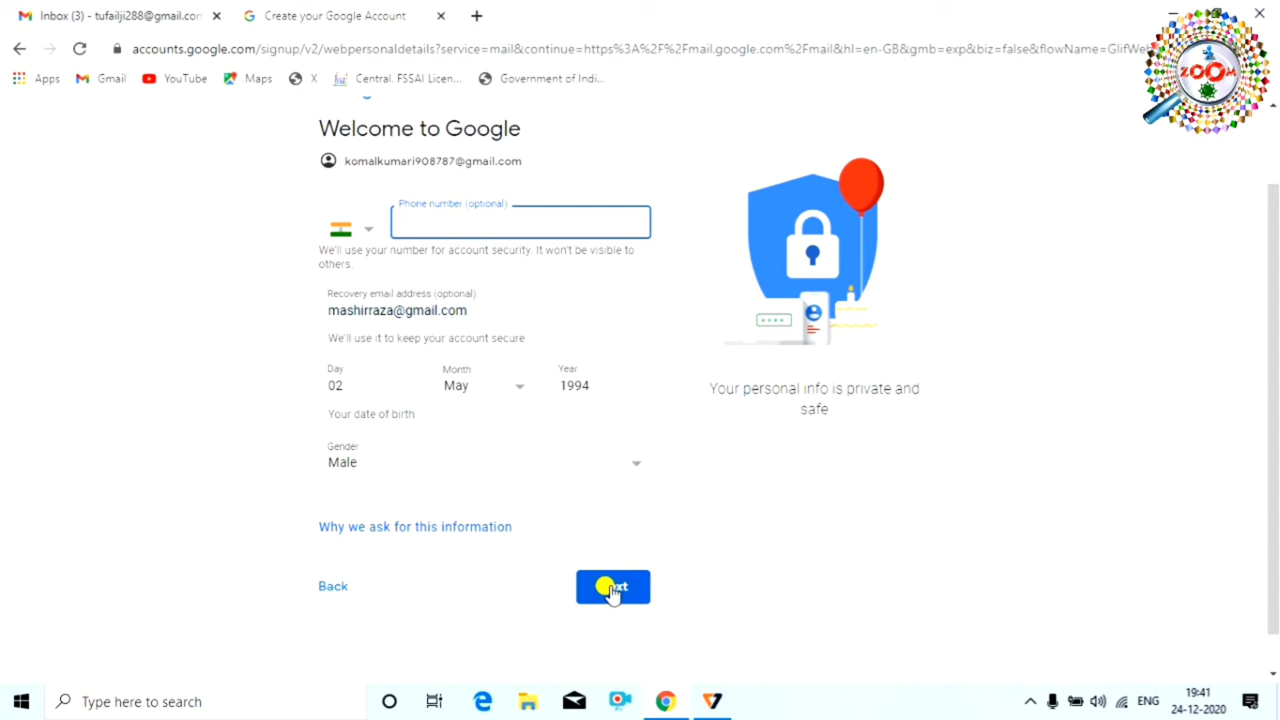 Inbox (3) - tufailji288@gmail.con
Create your Google Account
accounts.google.com/signup/v2/webpersonaldetails?service=mail&continue=https%3A%2F%2Fmail.google.com%2Fmail&hl=en-GB&gmb=exp&biz=false&flowName=GlifWeb
Apps
Gmail
YouTube
Maps
X
Central. FSSAI Licen...
Government of Indi...
ZOOM
Welcome to Google
komalkumari908787@gmail.com
Phone number (optional)
We'll use your number for account security. It won't be visible to
others.
Recovery email address (optional)
mashirraza@gmail.com
We'll use it to keep your account secure
Day
Month
Year
02
May
1994
Your date of birth
Gender
Male
Your personal info is private and
safe
Why we ask for this information
Back
Type here to search
ENG
19:41
24-12-2020